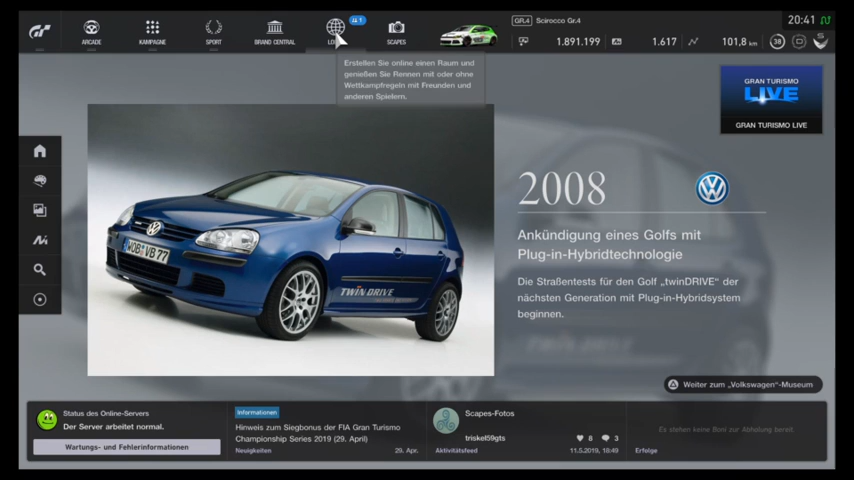 GT
GR.4 Scirocco Gr.4
20:41
ARCADE
KAMPAGNE
SPORT
BRAND CENTRAL
LO
1
SCAPES
1.891.199
1.617
101,8 km
38
Erstellen Sie online einen Raum und
genießen Sie Rennen mit oder ohne
Wettkampfregeln mit Freunden und
anderen Spielern.
GRAN TURISMO
LIVE
GRAN TURISMO LIVE
WOB VB 77
TWIN DRIVE
2008
Ankündigung eines Golfs mit
Plug-in-Hybridtechnologie
Die Straßentests für den Golf „twinDRIVE“ der
nächsten Generation mit Plug-in-Hybridsystem
beginnen.
Weiter zum „Volkswagen“-Museum
Status des Online-Servers
Der Server arbeitet normal.
Wartungs- und Fehlerinformationen
Informationen
Hinweis zum Siegbonus der FIA Gran Turismo
Championship Series 2019 (29. April)
Neuigkeiten
29. Apr.
Scapes-Fotos
triskel59gts
8
3
Aktivitätsfeed
11.5.2019, 18:49
Es stehen keine Boni zur Abholung bereit.
Erfolge